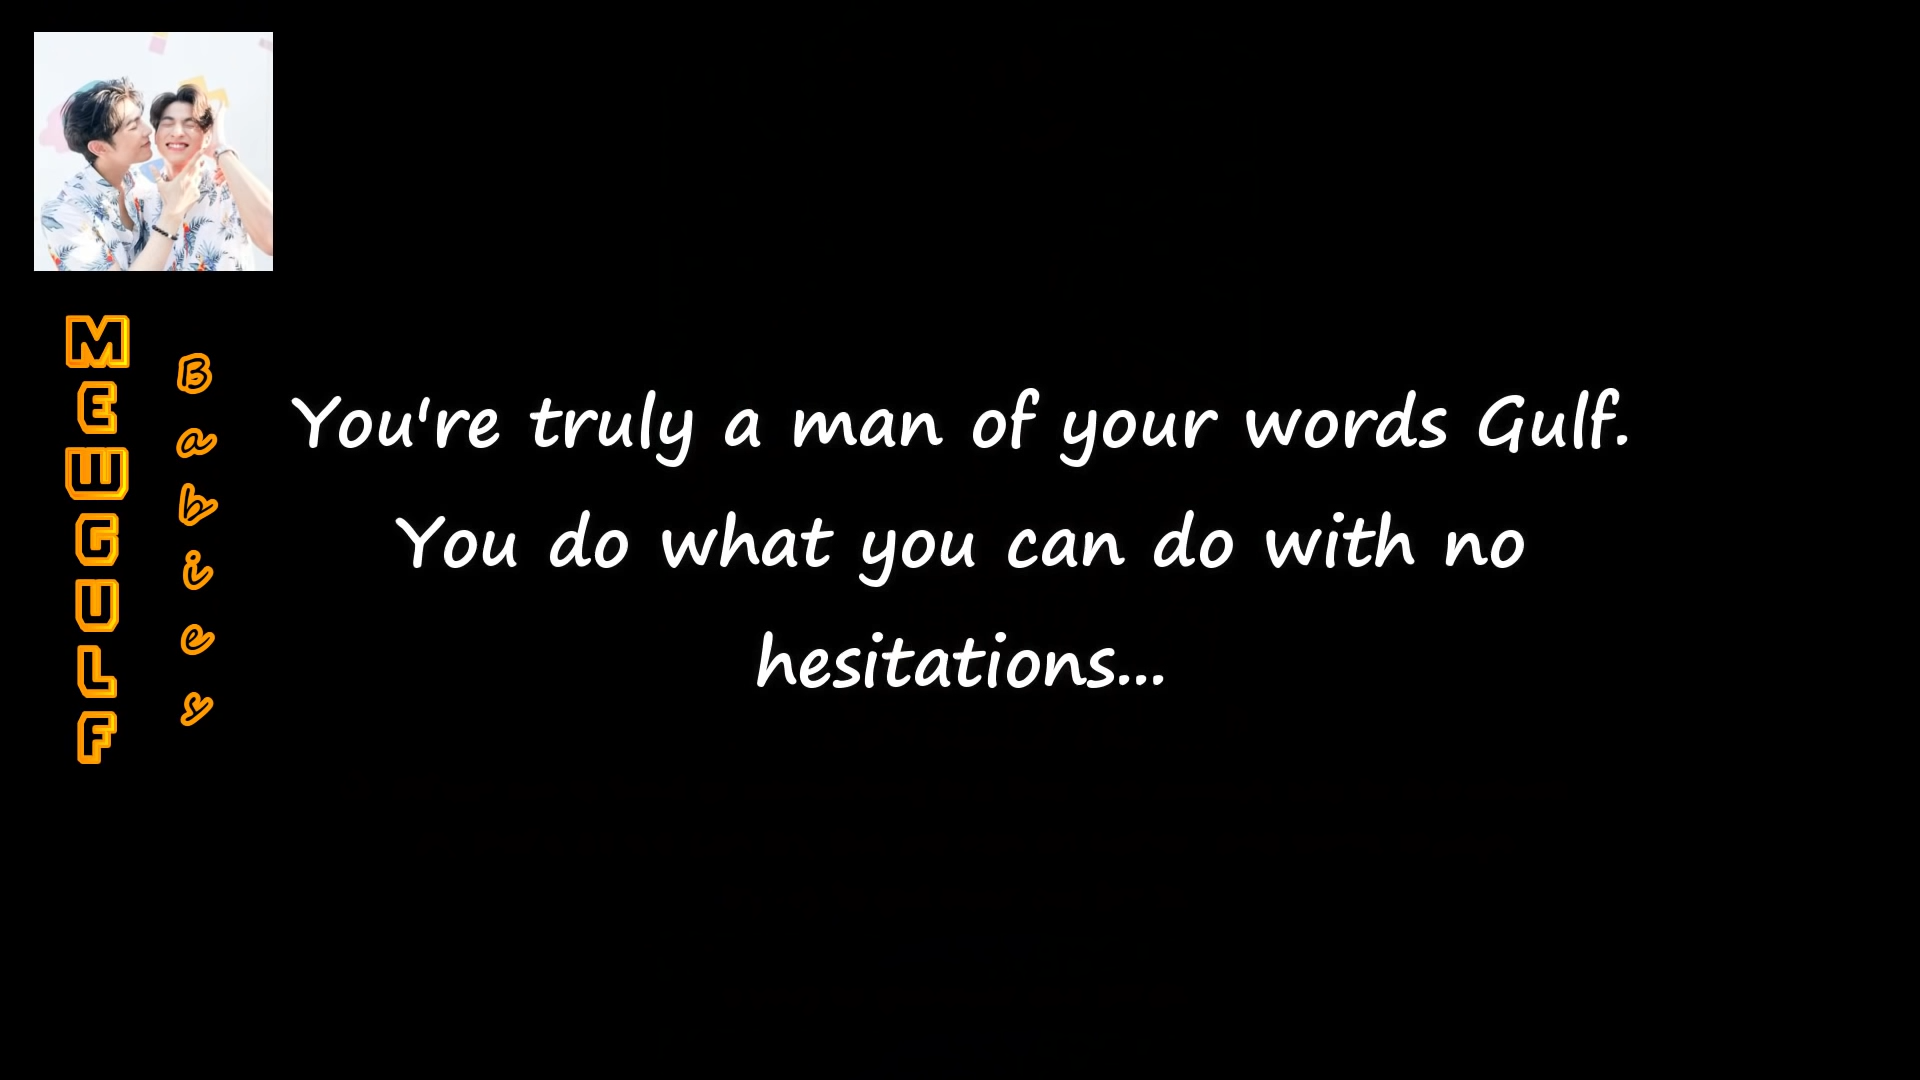 MEWGULF
Babies
You're truly a man of your words Gulf.
You do what you can do with no
hesitations...